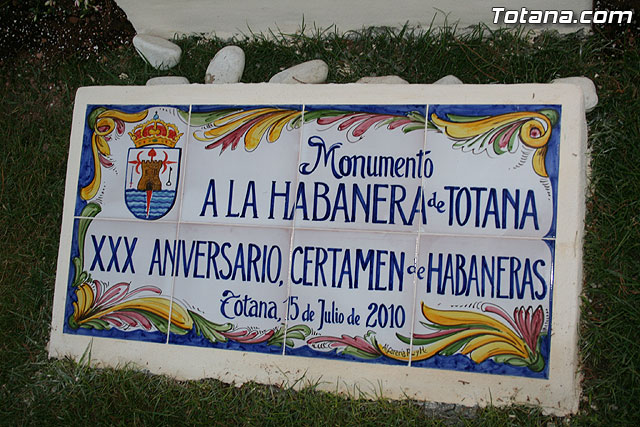 Totana.com
Monumento
A LA HABANERA de TOTANA
XXX ANIVERSARIO, CERTAMEN de HABANERAS
Totana, 15 de Julio de 2010